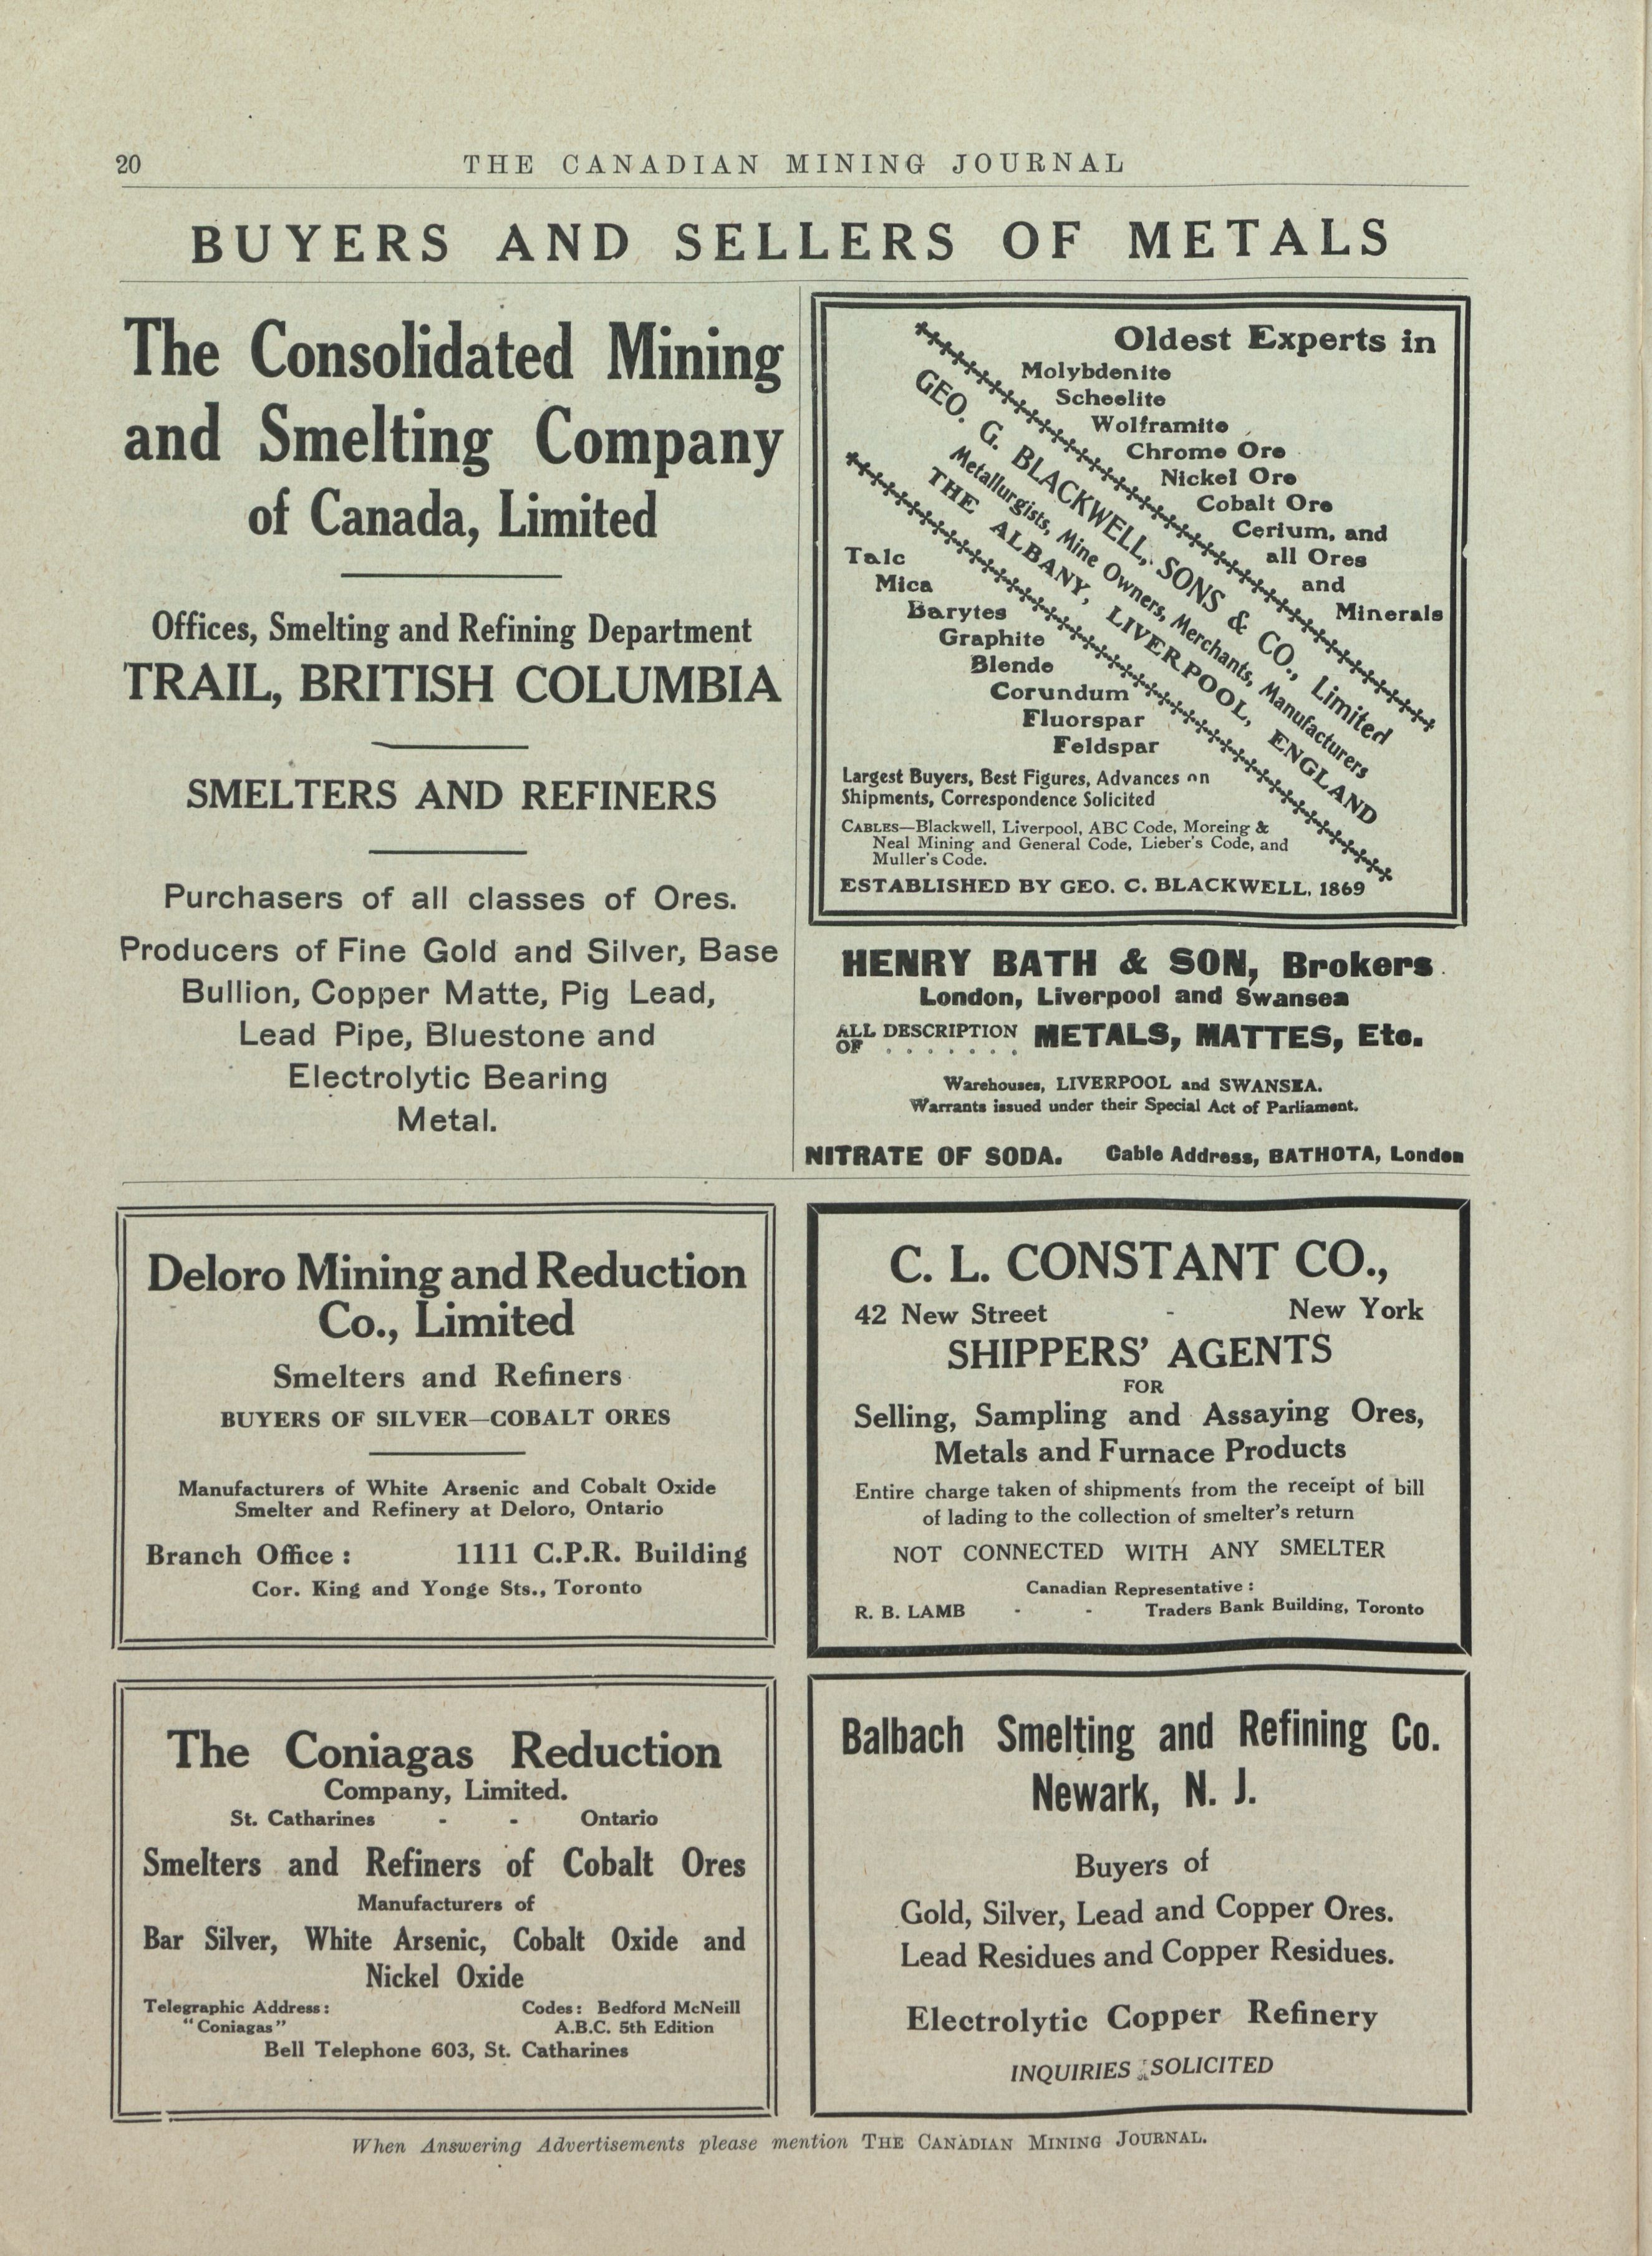 20
THE CANADIAN MINING JOURNAL
BUYERS AND SELLERS OF METALS
The Consolidated Mining
and Smelting Company
of Canada, Limited
Offices, Smelting and Refining Department
TRAIL, BRITISH COLUMBIA
SMELTERS AND REFINERS
Purchasers of all classes of Ores.
Producers of Fine Gold and Silver, Base
Bullion, Copper Matte, Pig Lead,
Lead Pipe, Bluestone and
Electrolytic Bearing
Metal.
Oldest Experts in
Molybdenite
Scheelite
Wolframite
Chrome Ore
Nickel Ore
Cobalt Ore
Cerium, and
all Ores
and
Minerals
GEO. G. BLACKWELL, SONS & CO., Limited
Metallurgists, Mine Owners, Merchants, Manufacturers
THE ALBANY, LIVERPOOL, ENGLAND
Talc
Mica
Barytes
Graphite
Blende
Corundum
Fluorspar
Feldspar
Largest Buyers, Best Figures, Advances on
Shipments, Correspondence Solicited
CABLES—Blackwell, Liverpool, ABC Code, Moreing &
Neal Mining and General Code, Lieber's Code, and
Muller's Code.
ESTABLISHED BY GEO. C. BLACKWELL, 1869
HENRY BATH & SON, Brokers
London, Liverpool and Swansea
ALL DESCRIPTION
OF . . . . . . . METALS, MATTES, Etc.
Warehouses, LIVERPOOL and SWANSEA.
Warrants issued under their Special Act of Parliament.
NITRATE OF SODA. Cable Address, BATHOTA, London
Deloro Mining and Reduction
Co., Limited
Smelters and Refiners
BUYERS OF SILVER—COBALT ORES
Manufacturers of White Arsenic and Cobalt Oxide
Smelter and Refinery at Deloro, Ontario
Branch Office : 1111 C.P.R. Building
Cor. King and Yonge Sts., Toronto
C. L. CONSTANT CO.,
42 New Street - New York
SHIPPERS' AGENTS
FOR
Selling, Sampling and Assaying Ores,
Metals and Furnace Products
Entire charge taken of shipments from the receipt of bill
of lading to the collection of smelter's return
NOT CONNECTED WITH ANY SMELTER
Canadian Representative :
R. B. LAMB - - Traders Bank Building, Toronto
The Coniagas Reduction
Company, Limited.
St. Catharines - - Ontario
Smelters and Refiners of Cobalt Ores
Manufacturers of
Bar Silver, White Arsenic, Cobalt Oxide and
Nickel Oxide
Telegraphic Address: Codes: Bedford McNeill
"Coniagas" A.B.C. 5th Edition
Bell Telephone 603, St. Catharines
Balbach Smelting and Refining Co.
Newark, N. J.
Buyers of
Gold, Silver, Lead and Copper Ores.
Lead Residues and Copper Residues.
Electrolytic Copper Refinery
INQUIRIES SOLICITED
When Answering Advertisements please mention THE CANADIAN MINING JOURNAL.